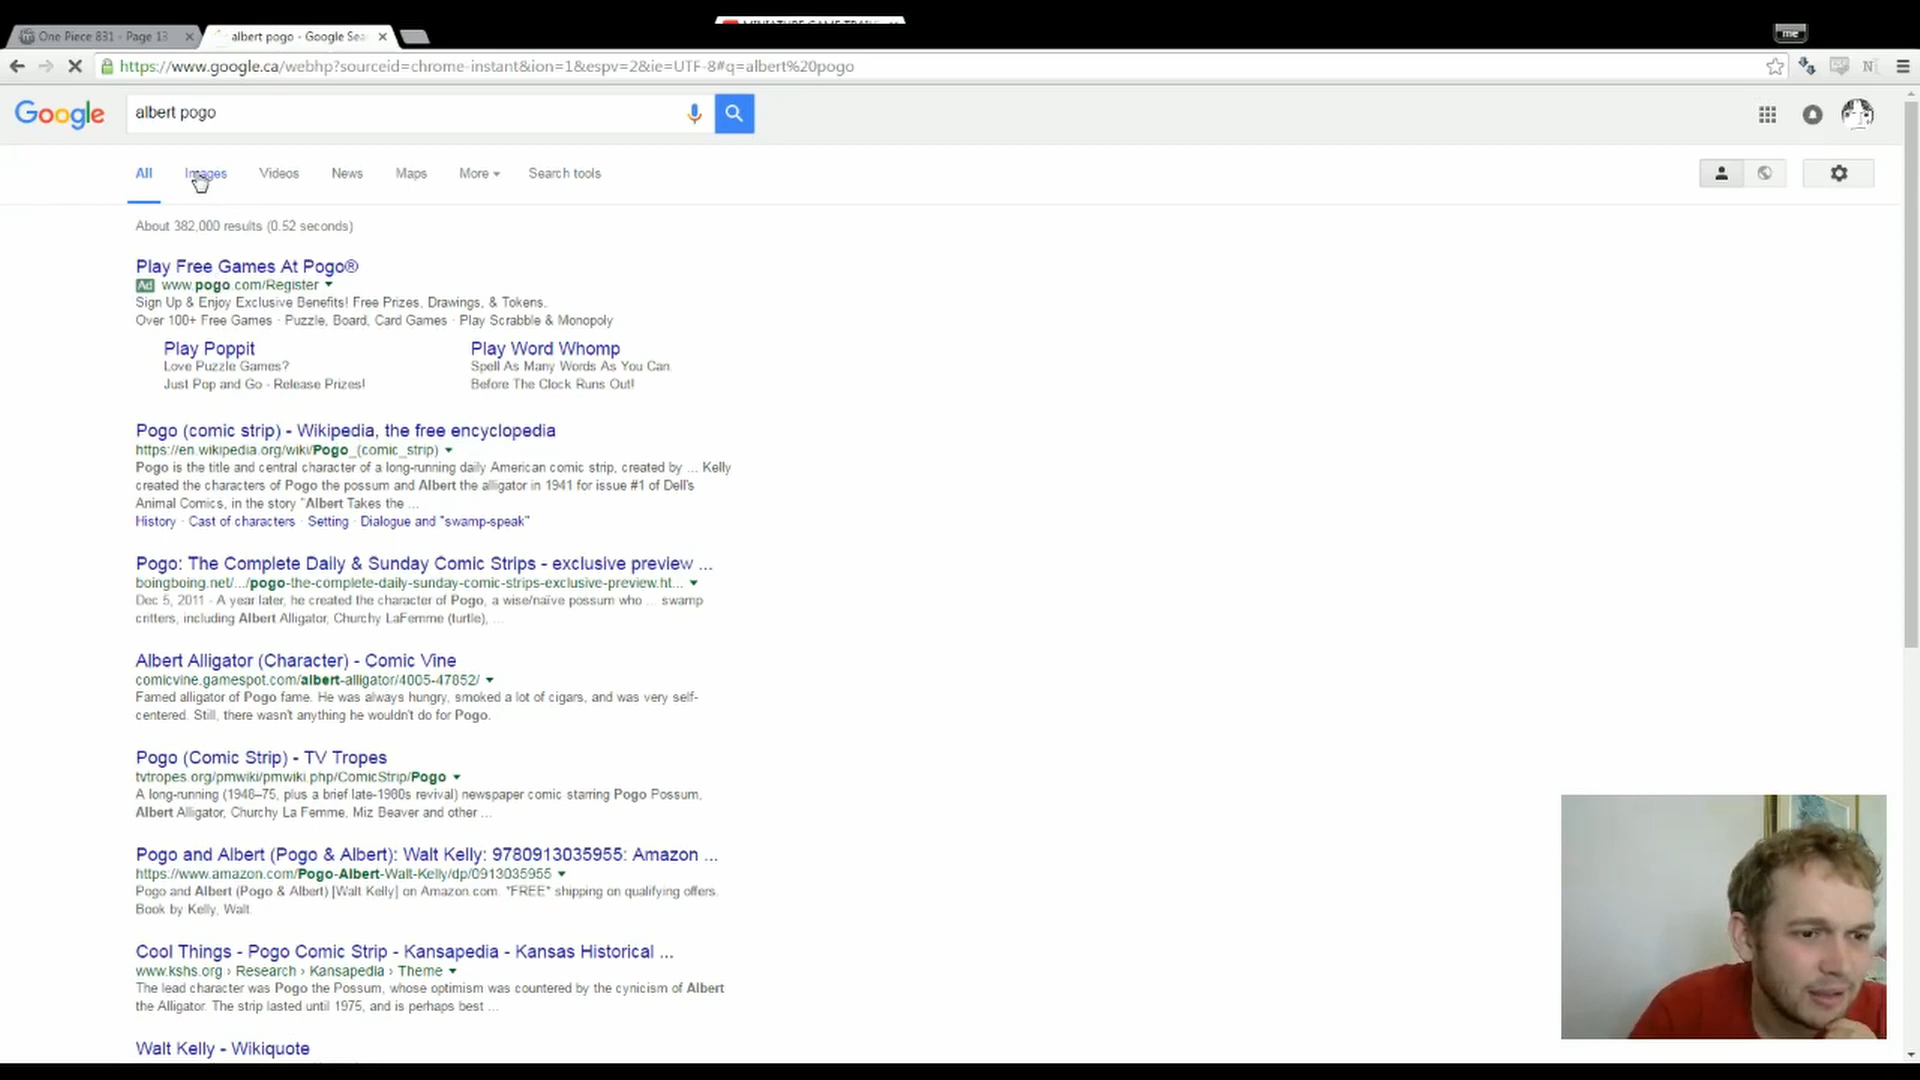 One Piece 831 - Page 13
albert pogo - Google Sea
me
https://www.google.ca/webhp?sourceid=chrome-instant&ion=1&espv=2&ie=UTF-8#q=albert%20pogo
Google
albert pogo
All Images Videos News Maps More Search tools
About 382,000 results (0.52 seconds)
Play Free Games At Pogo®
Ad www.pogo.com/Register
Sign Up & Enjoy Exclusive Benefits! Free Prizes, Drawings, & Tokens.
Over 100+ Free Games · Puzzle, Board, Card Games · Play Scrabble & Monopoly
Play Poppit Play Word Whomp
Love Puzzle Games? Spell As Many Words As You Can
Just Pop and Go - Release Prizes! Before The Clock Runs Out!
Pogo (comic strip) - Wikipedia, the free encyclopedia
https://en.wikipedia.org/wiki/Pogo_(comic_strip)
Pogo is the title and central character of a long-running daily American comic strip, created by ... Kelly
created the characters of Pogo the possum and Albert the alligator in 1941 for issue #1 of Dell's
Animal Comics, in the story "Albert Takes the ...
History · Cast of characters · Setting · Dialogue and "swamp-speak"
Pogo: The Complete Daily & Sunday Comic Strips - exclusive preview ...
boingboing.net/.../pogo-the-complete-daily-sunday-comic-strips-exclusive-preview.ht...
Dec 5, 2011 - A year later, he created the character of Pogo, a wise/naïve possum who ... swamp
critters, including Albert Alligator, Churchy LaFemme (turtle), ...
Albert Alligator (Character) - Comic Vine
comicvine.gamespot.com/albert-alligator/4005-47852/
Famed alligator of Pogo fame. He was always hungry, smoked a lot of cigars, and was very self-
centered. Still, there wasn't anything he wouldn't do for Pogo.
Pogo (Comic Strip) - TV Tropes
tvtropes.org/pmwiki/pmwiki.php/ComicStrip/Pogo
A long-running (1948–75, plus a brief late-1980s revival) newspaper comic starring Pogo Possum,
Albert Alligator, Churchy La Femme, Miz Beaver and other ...
Pogo and Albert (Pogo & Albert): Walt Kelly: 9780913035955: Amazon ...
https://www.amazon.com/Pogo-Albert-Walt-Kelly/dp/0913035955
Pogo and Albert (Pogo & Albert) [Walt Kelly] on Amazon.com. *FREE* shipping on qualifying offers.
Book by Kelly, Walt.
Cool Things - Pogo Comic Strip - Kansapedia - Kansas Historical ...
www.kshs.org › Research › Kansapedia › Theme
The lead character was Pogo the Possum, whose optimism was countered by the cynicism of Albert
the Alligator. The strip lasted until 1975, and is perhaps best ...
Walt Kelly - Wikiquote